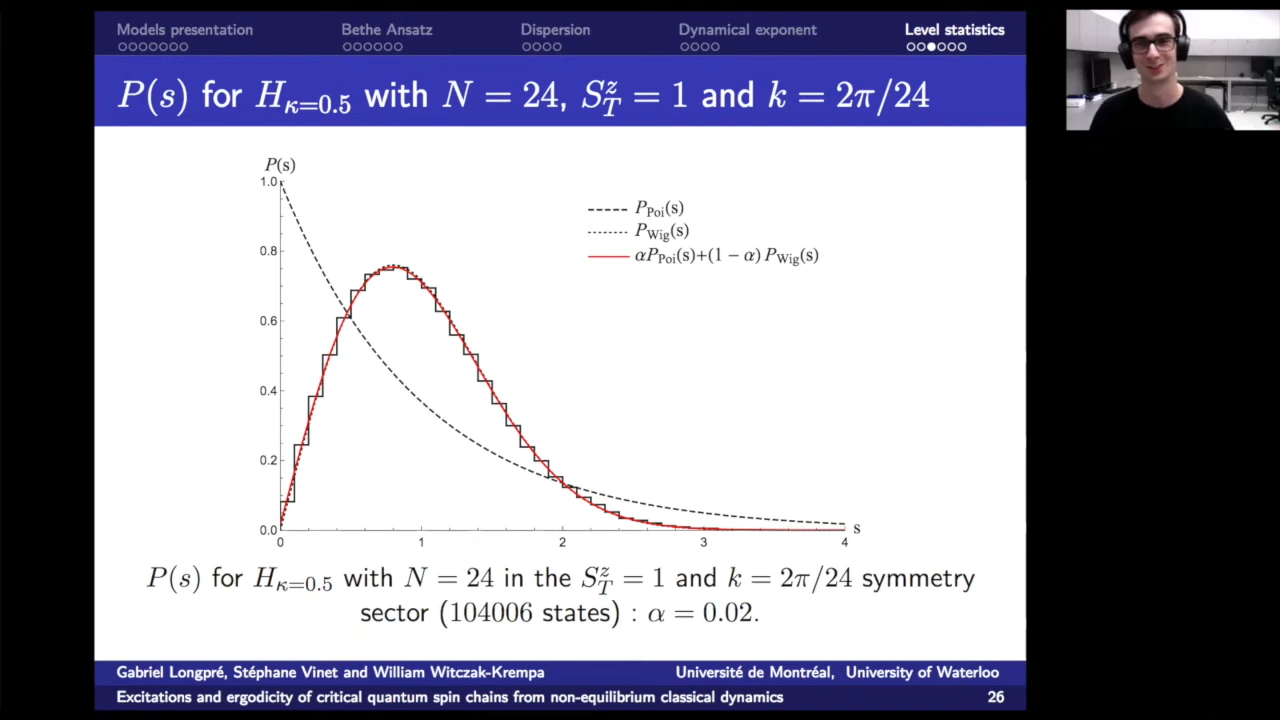 Models presentation Bethe Ansatz Dispersion Dynamical exponent Level statistics
P(s) for H_{κ=0.5} with N = 24, S_T^z = 1 and k = 2π/24
P(s)
1.0
0.8
0.6
0.4
0.2
0.0
0 1 2 3 4
s
P_Poi(s)
P_Wig(s)
αP_Poi(s)+(1 − α) P_Wig(s)
P(s) for H_{κ=0.5} with N = 24 in the S_T^z = 1 and k = 2π/24 symmetry
sector (104006 states) : α = 0.02.
Gabriel Longpré, Stéphane Vinet and William Witczak-Krempa Université de Montréal, University of Waterloo
Excitations and ergodicity of critical quantum spin chains from non-equilibrium classical dynamics 26